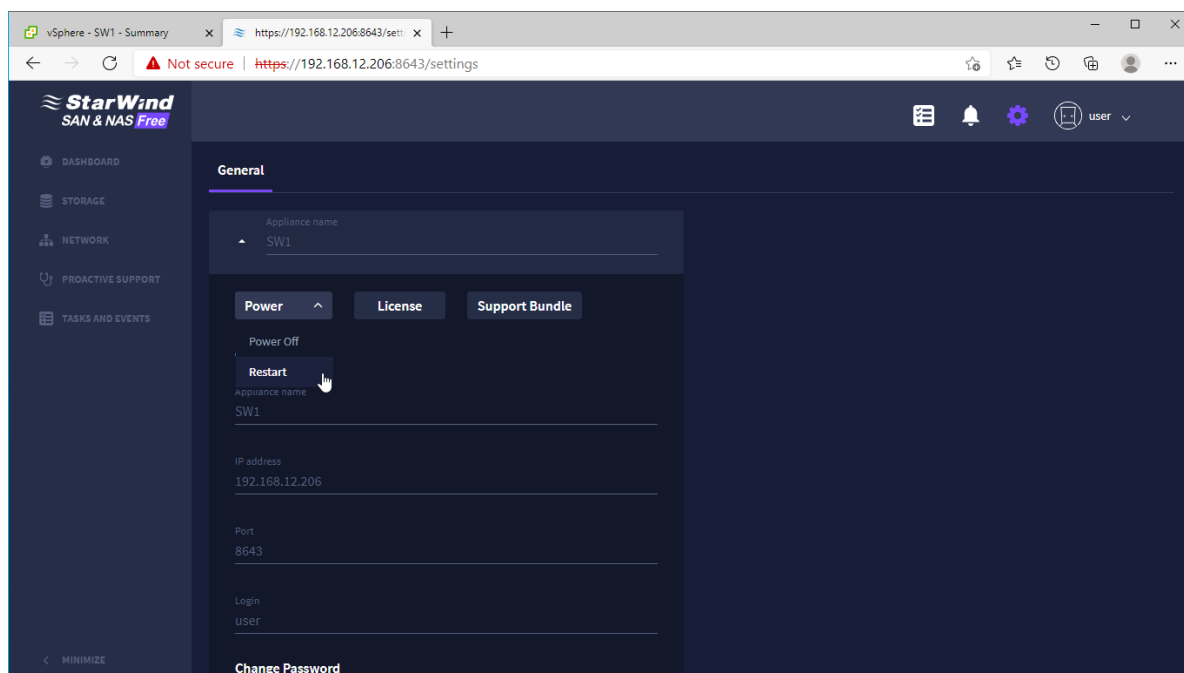 vSphere - SW1 - Summary
https://192.168.12.206:8643/sett
Not secure
https://192.168.12.206:8643/settings
StarWind
SAN & NAS Free
user
DASHBOARD
STORAGE
NETWORK
PROACTIVE SUPPORT
TASKS AND EVENTS
MINIMIZE
General
Appliance name
SW1
Power
License
Support Bundle
Power Off
Restart
Appliance name
SW1
IP address
192.168.12.206
Port
8643
Login
user
Change Password